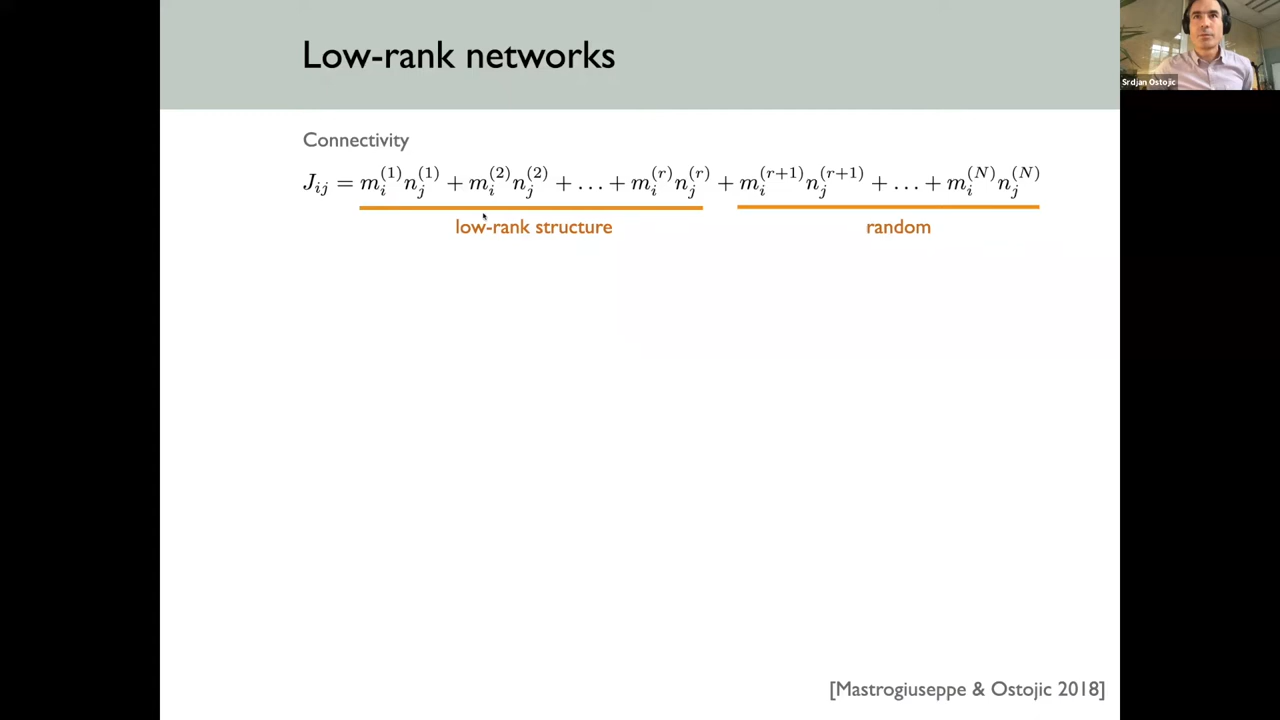 Low-rank networks
Srdjan Ostojic
Connectivity
J_{ij} = m_i^{(1)} n_j^{(1)} + m_i^{(2)} n_j^{(2)} + ... + m_i^{(r)} n_j^{(r)} + m_i^{(r+1)} n_j^{(r+1)} + ... + m_i^{(N)} n_j^{(N)}
low-rank structure random
[Mastrogiuseppe & Ostojic 2018]